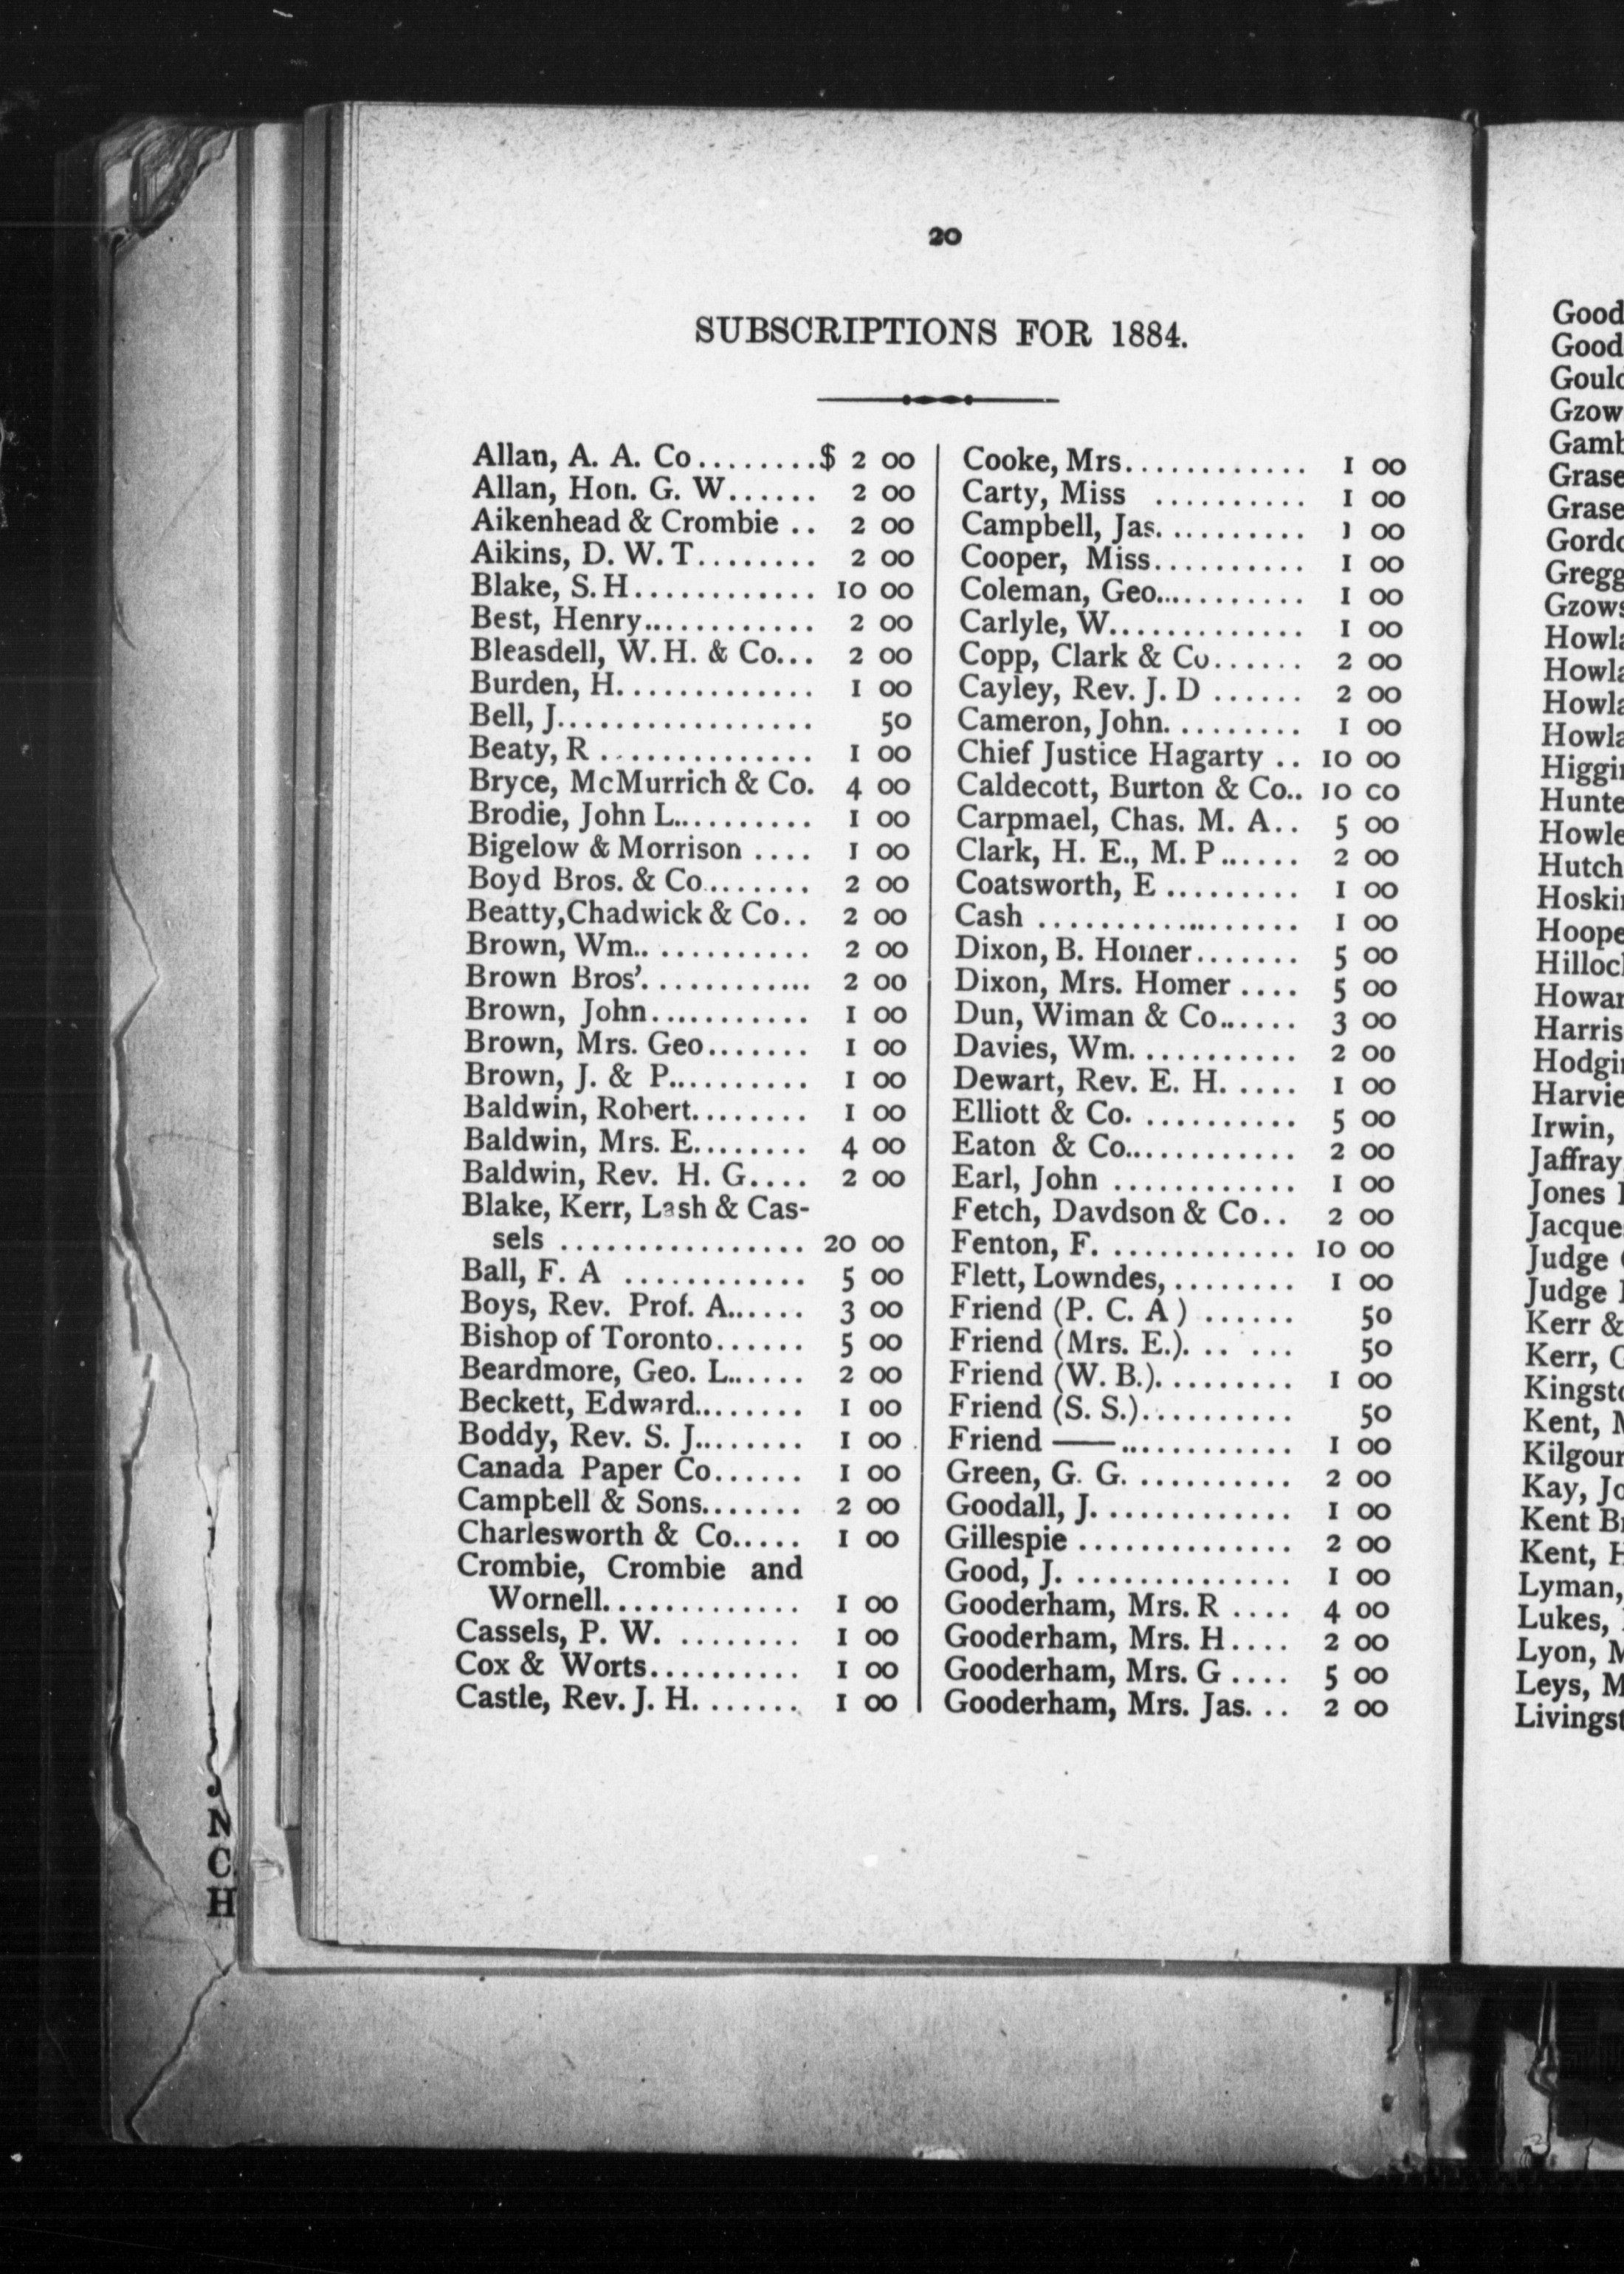 20
SUBSCRIPTIONS FOR 1884.
Allan, A. A. Co........$ 2 00
Allan, Hon. G. W...... 2 00
Aikenhead & Crombie .. 2 00
Aikins, D. W. T........ 2 00
Blake, S. H............ 10 00
Best, Henry............ 2 00
Bleasdell, W. H. & Co... 2 00
Burden, H............. 1 00
Bell, J................. 50
Beaty, R .............. 1 00
Bryce, McMurrich & Co. 4 00
Brodie, John L.......... 1 00
Bigelow & Morrison .... 1 00
Boyd Bros. & Co........ 2 00
Beatty, Chadwick & Co.. 2 00
Brown, Wm............ 2 00
Brown Bros'............ 2 00
Brown, John........... 1 00
Brown, Mrs. Geo....... 1 00
Brown, J. & P.......... 1 00
Baldwin, Robert........ 1 00
Baldwin, Mrs. E........ 4 00
Baldwin, Rev. H. G.... 2 00
Blake, Kerr, Lash & Cas-
sels ................ 20 00
Ball, F. A ............ 5 00
Boys, Rev. Prof. A...... 3 00
Bishop of Toronto...... 5 00
Beardmore, Geo. L...... 2 00
Beckett, Edward........ 1 00
Boddy, Rev. S. J........ 1 00
Canada Paper Co...... 1 00
Campbell & Sons....... 2 00
Charlesworth & Co..... 1 00
Crombie, Crombie and
Wornell............. 1 00
Cassels, P. W. ........ 1 00
Cox & Worts.......... 1 00
Castle, Rev. J. H. ...... 1 00
Cooke, Mrs............ 1 00
Carty, Miss .......... 1 00
Campbell, Jas. ......... 1 00
Cooper, Miss.......... 1 00
Coleman, Geo........... 1 00
Carlyle, W............. 1 00
Copp, Clark & Co...... 2 00
Cayley, Rev. J. D ...... 2 00
Cameron, John. ........ 1 00
Chief Justice Hagarty .. 10 00
Caldecott, Burton & Co.. 10 00
Carpmael, Chas. M. A.. 5 00
Clark, H. E., M. P...... 2 00
Coatsworth, E ......... 1 00
Cash .................. 1 00
Dixon, B. Homer....... 5 00
Dixon, Mrs. Homer .... 5 00
Dun, Wiman & Co...... 3 00
Davies, Wm. .......... 2 00
Dewart, Rev. E. H. .... 1 00
Elliott & Co. .......... 5 00
Eaton & Co............ 2 00
Earl, John ............ 1 00
Fetch, Davdson & Co.. 2 00
Fenton, F. ............ 10 00
Flett, Lowndes, ........ 1 00
Friend (P. C. A ) ...... 50
Friend (Mrs. E.). .. ... 50
Friend (W. B.)......... 1 00
Friend (S. S.).......... 50
Friend —— ............ 1 00
Green, G. G. .......... 2 00
Goodall, J. ............ 1 00
Gillespie .............. 2 00
Good, J. .............. 1 00
Gooderham, Mrs. R .... 4 00
Gooderham, Mrs. H.... 2 00
Gooderham, Mrs. G .... 5 00
Gooderham, Mrs. Jas. .. 2 00
Irwin,
Jaffray
Jones
Judge
Judge
Kerr &
Kerr,
Kent,
Kay,
Kent
Kent,
Lyman,
Lukes,
Lyon,
Leys,
N
C
H